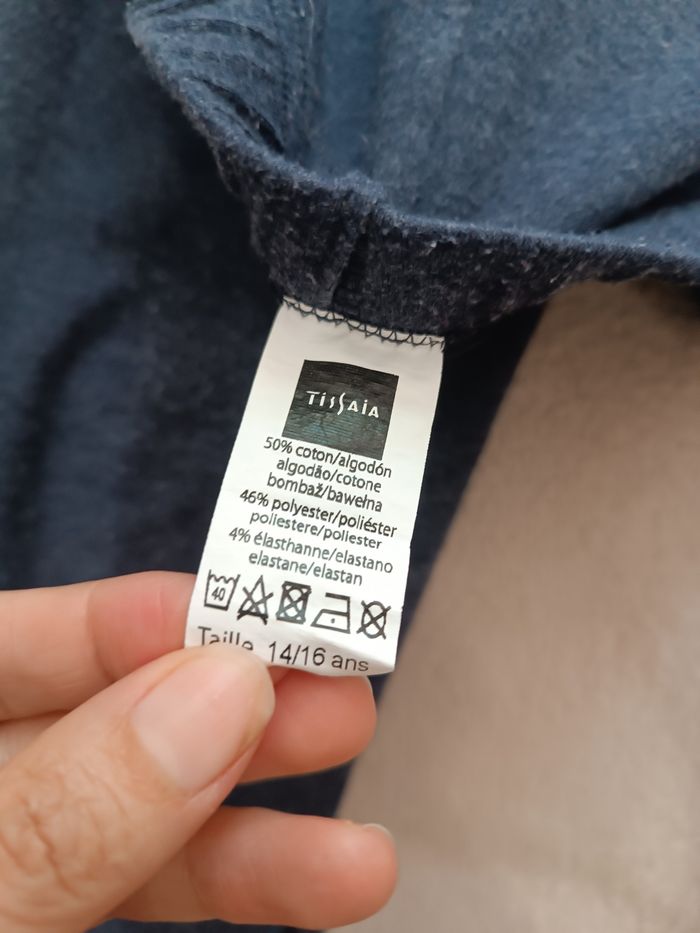 TissAiA
50% coton/algodón
algodão/cotone
bombaž/bawełna
46% polyester/poliéster
poliestere/poliester
4% élasthanne/elastano
elastane/elastan
40
Taille 14/16 ans